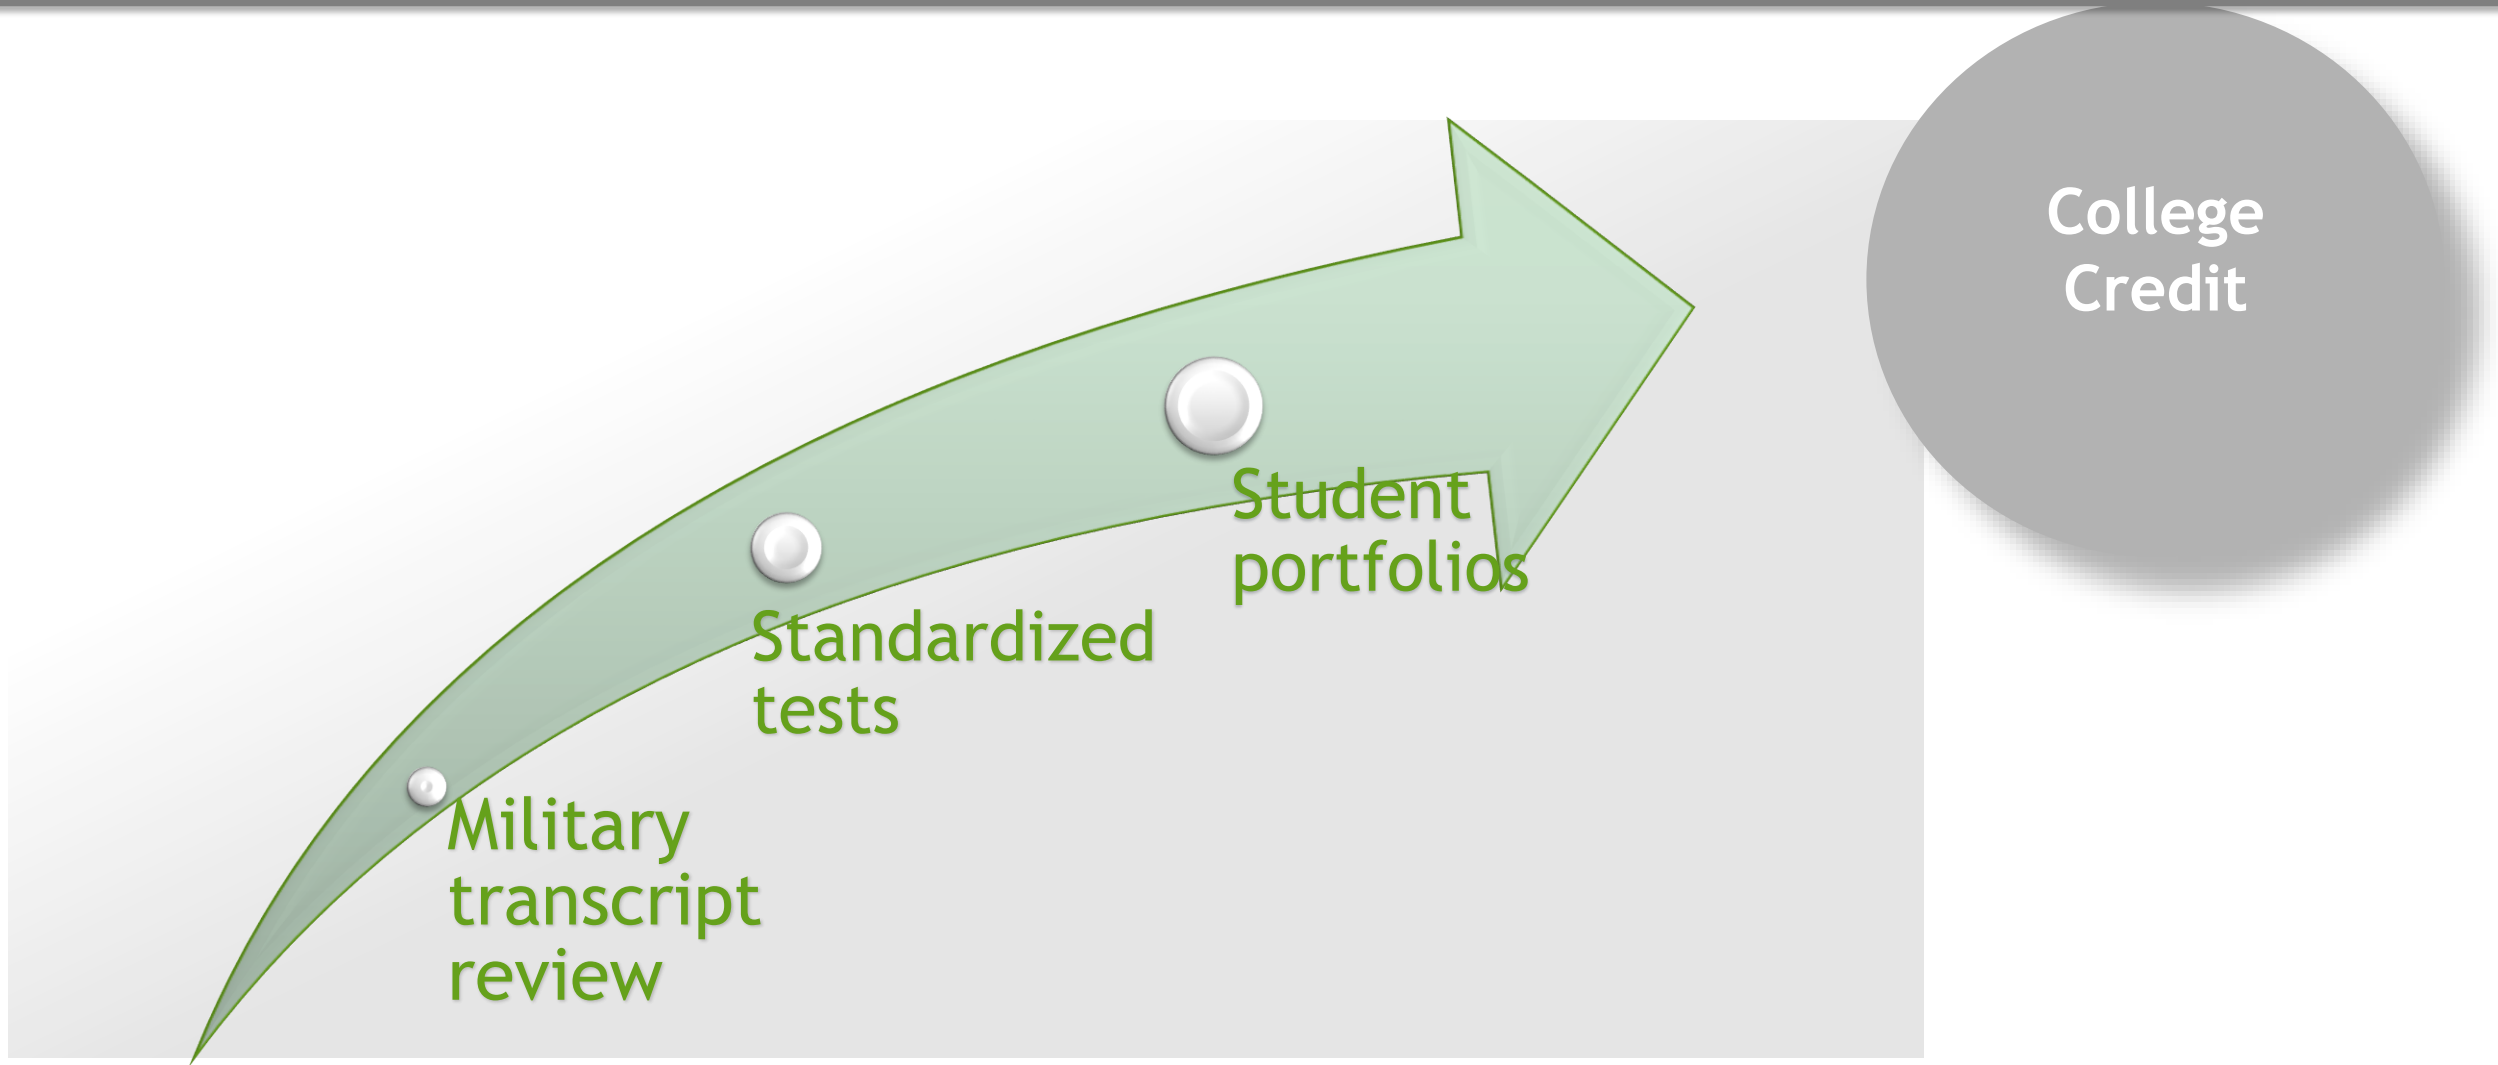 College
Credit
Student
portfolios
Standardized
tests
Military
transcript
review